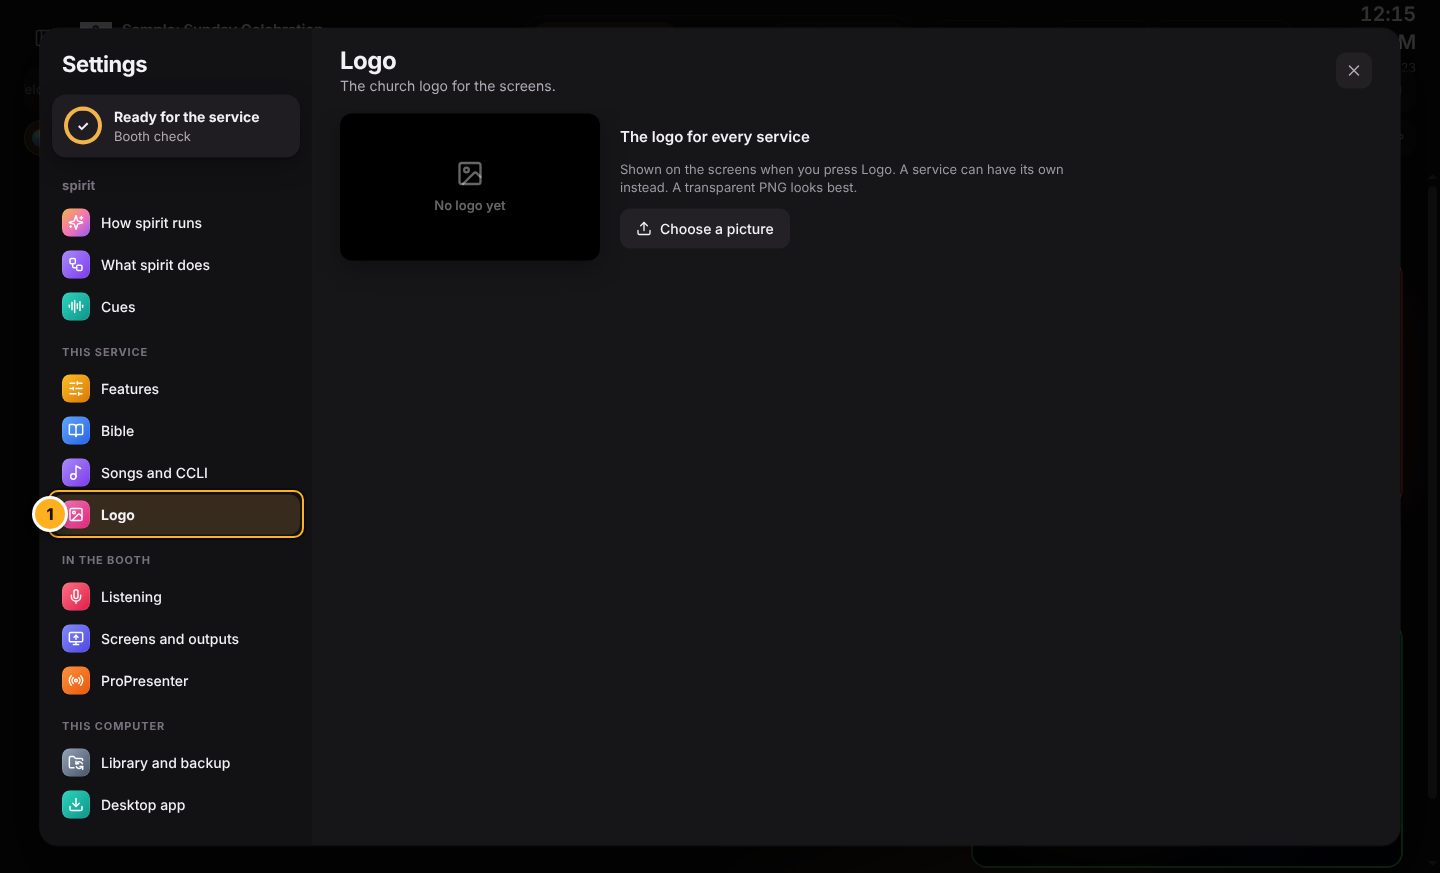 Sample: Sunday Celebration
12:15
M
Settings
Ready for the service
Booth check
spirit
How spirit runs
What spirit does
Cues
THIS SERVICE
Features
Bible
Songs and CCLI
1
Logo
IN THE BOOTH
Listening
Screens and outputs
ProPresenter
THIS COMPUTER
Library and backup
Desktop app
Logo
The church logo for the screens.
No logo yet
The logo for every service
Shown on the screens when you press Logo. A service can have its own
instead. A transparent PNG looks best.
Choose a picture